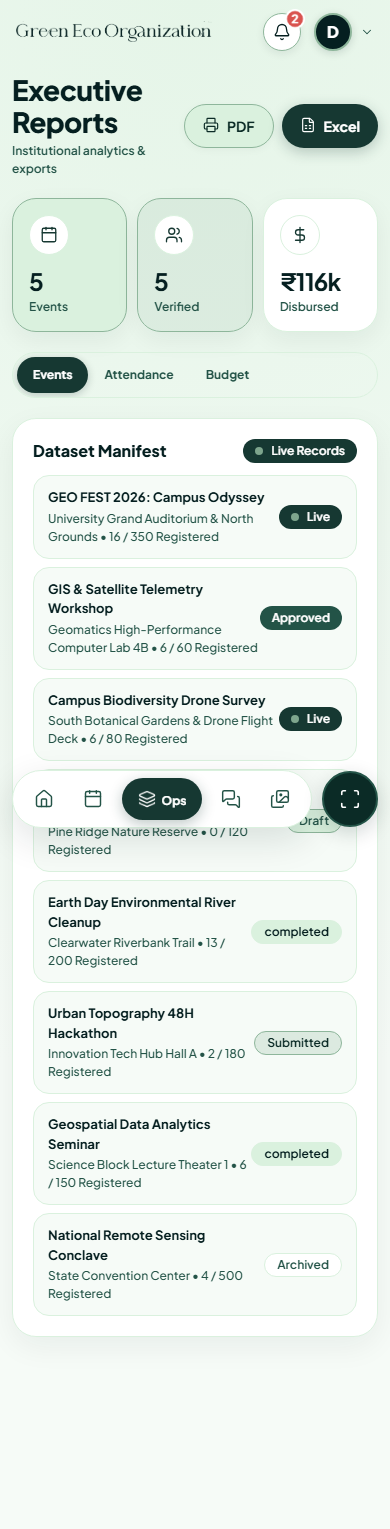 Green Eco Organization
2
D
Executive
Reports
Institutional analytics &
exports
PDF
Excel
5
Events
5
Verified
₹116k
Disbursed
Events
Attendance
Budget
Dataset Manifest
Live Records
GEO FEST 2026: Campus Odyssey
University Grand Auditorium & North
Grounds • 16 / 350 Registered
Live
GIS & Satellite Telemetry
Workshop
Geomatics High-Performance
Computer Lab 4B • 6 / 60 Registered
Approved
Campus Biodiversity Drone Survey
South Botanical Gardens & Drone Flight
Deck • 6 / 80 Registered
Live
Ops
Pine Ridge Nature Reserve • 0 / 120
Registered
Draft
Earth Day Environmental River
Cleanup
Clearwater Riverbank Trail • 13 /
200 Registered
completed
Urban Topography 48H
Hackathon
Innovation Tech Hub Hall A • 2 / 180
Registered
Submitted
Geospatial Data Analytics
Seminar
Science Block Lecture Theater 1 • 6
/ 150 Registered
completed
National Remote Sensing
Conclave
State Convention Center • 4 / 500
Registered
Archived